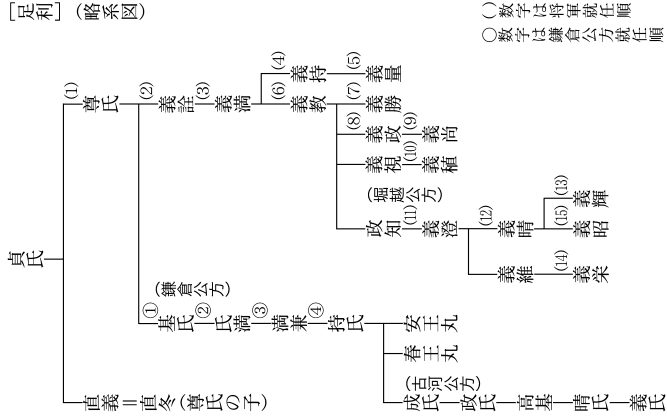 [足利](略系図)
( )数字は将軍就任順
○数字は鎌倉公方就任順
貞氏
(1)
尊氏
(2)
義詮
(3)
義満
(4)
義持
(5)
義量
(6)
義教
(7)
義勝
(8)
義政
(9)
義尚
義視
(10)
義稙
(堀越公方)
政知
(11)
義澄
(12)
義晴
(13)
義輝
(15)
義昭
義維
(14)
義栄
(鎌倉公方)
①
基氏
②
氏満
③
満兼
④
持氏
安王丸
春王丸
(古河公方)
成氏
政氏
高基
晴氏
義氏
直義=直冬(尊氏の子)